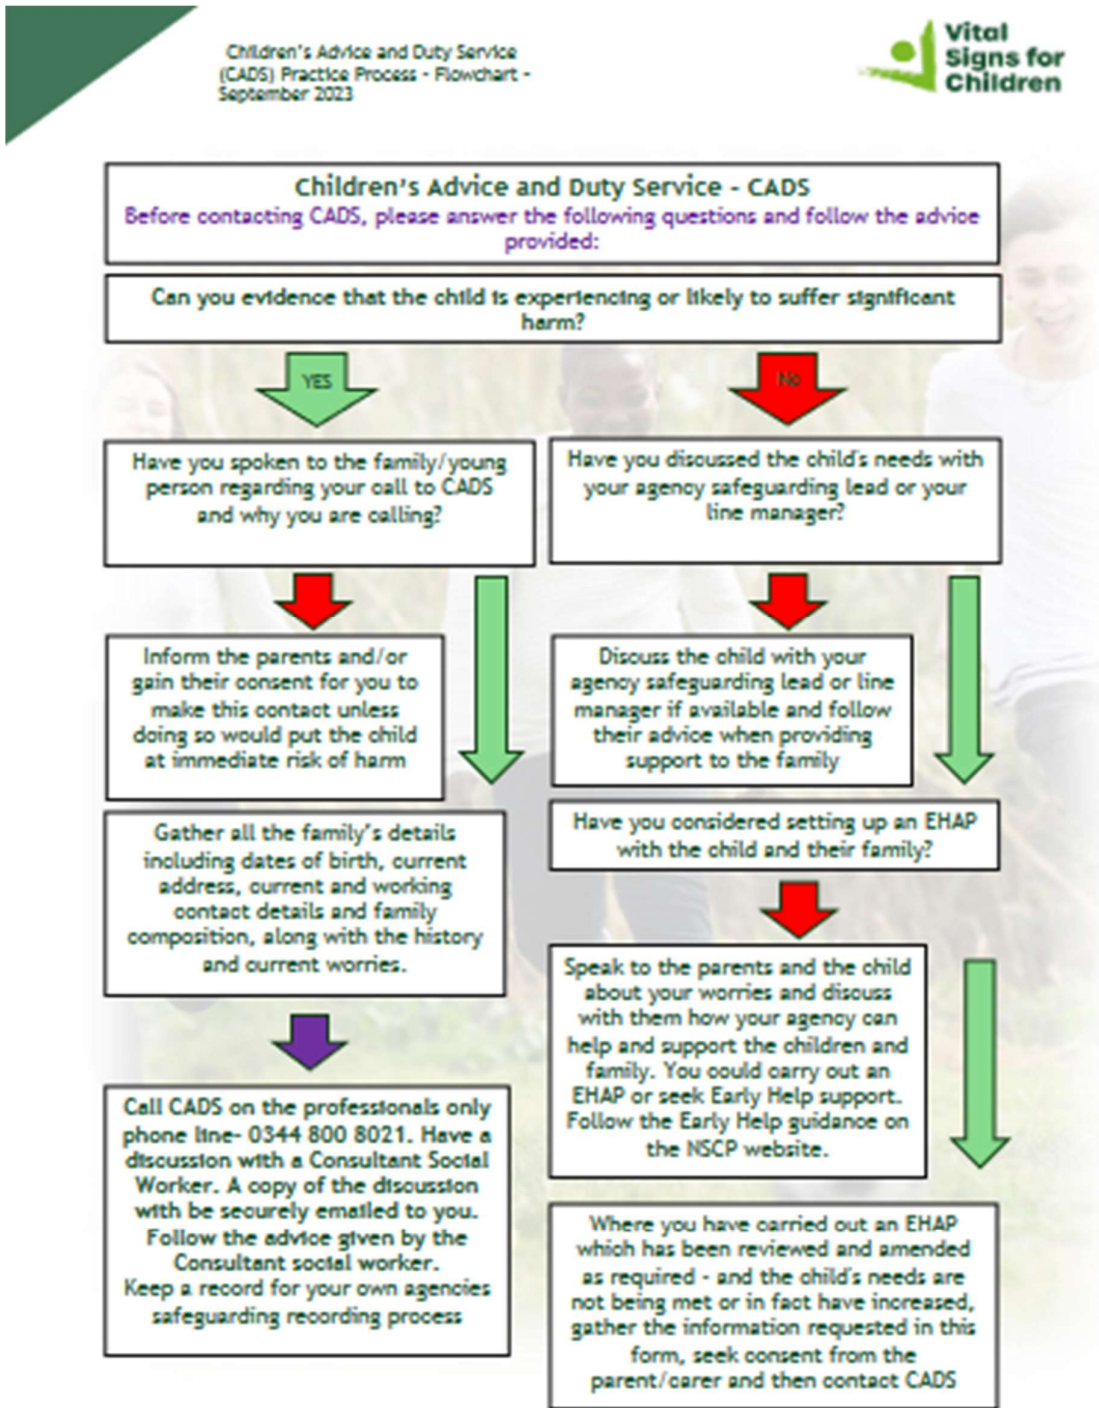 Children's Advice and Duty Service
(CADS) Practice Process - Flowchart -
September 2023
Vital
Signs for
Children
Children's Advice and Duty Service - CADS
Before contacting CADS, please answer the following questions and follow the advice
provided:
Can you evidence that the child is experiencing or likely to suffer significant
harm?
YES
No
Have you spoken to the family/young
person regarding your call to CADS
and why you are calling?
Have you discussed the child's needs with
your agency safeguarding lead or your
line manager?
Inform the parents and/or
gain their consent for you to
make this contact unless
doing so would put the child
at immediate risk of harm
Discuss the child with your
agency safeguarding lead or line
manager if available and follow
their advice when providing
support to the family
Gather all the family's details
including dates of birth, current
address, current and working
contact details and family
composition, along with the history
and current worries.
Have you considered setting up an EHAP
with the child and their family?
Speak to the parents and the child
about your worries and discuss
with them how your agency can
help and support the children and
family. You could carry out an
EHAP or seek Early Help support.
Follow the Early Help guidance on
the NSCP website.
Call CADS on the professionals only
phone line- 0344 800 8021. Have a
discussion with a Consultant Social
Worker. A copy of the discussion
with be securely emailed to you.
Follow the advice given by the
Consultant social worker.
Keep a record for your own agencies
safeguarding recording process
Where you have carried out an EHAP
which has been reviewed and amended
as required - and the child's needs are
not being met or in fact have increased,
gather the information requested in this
form, seek consent from the
parent/carer and then contact CADS